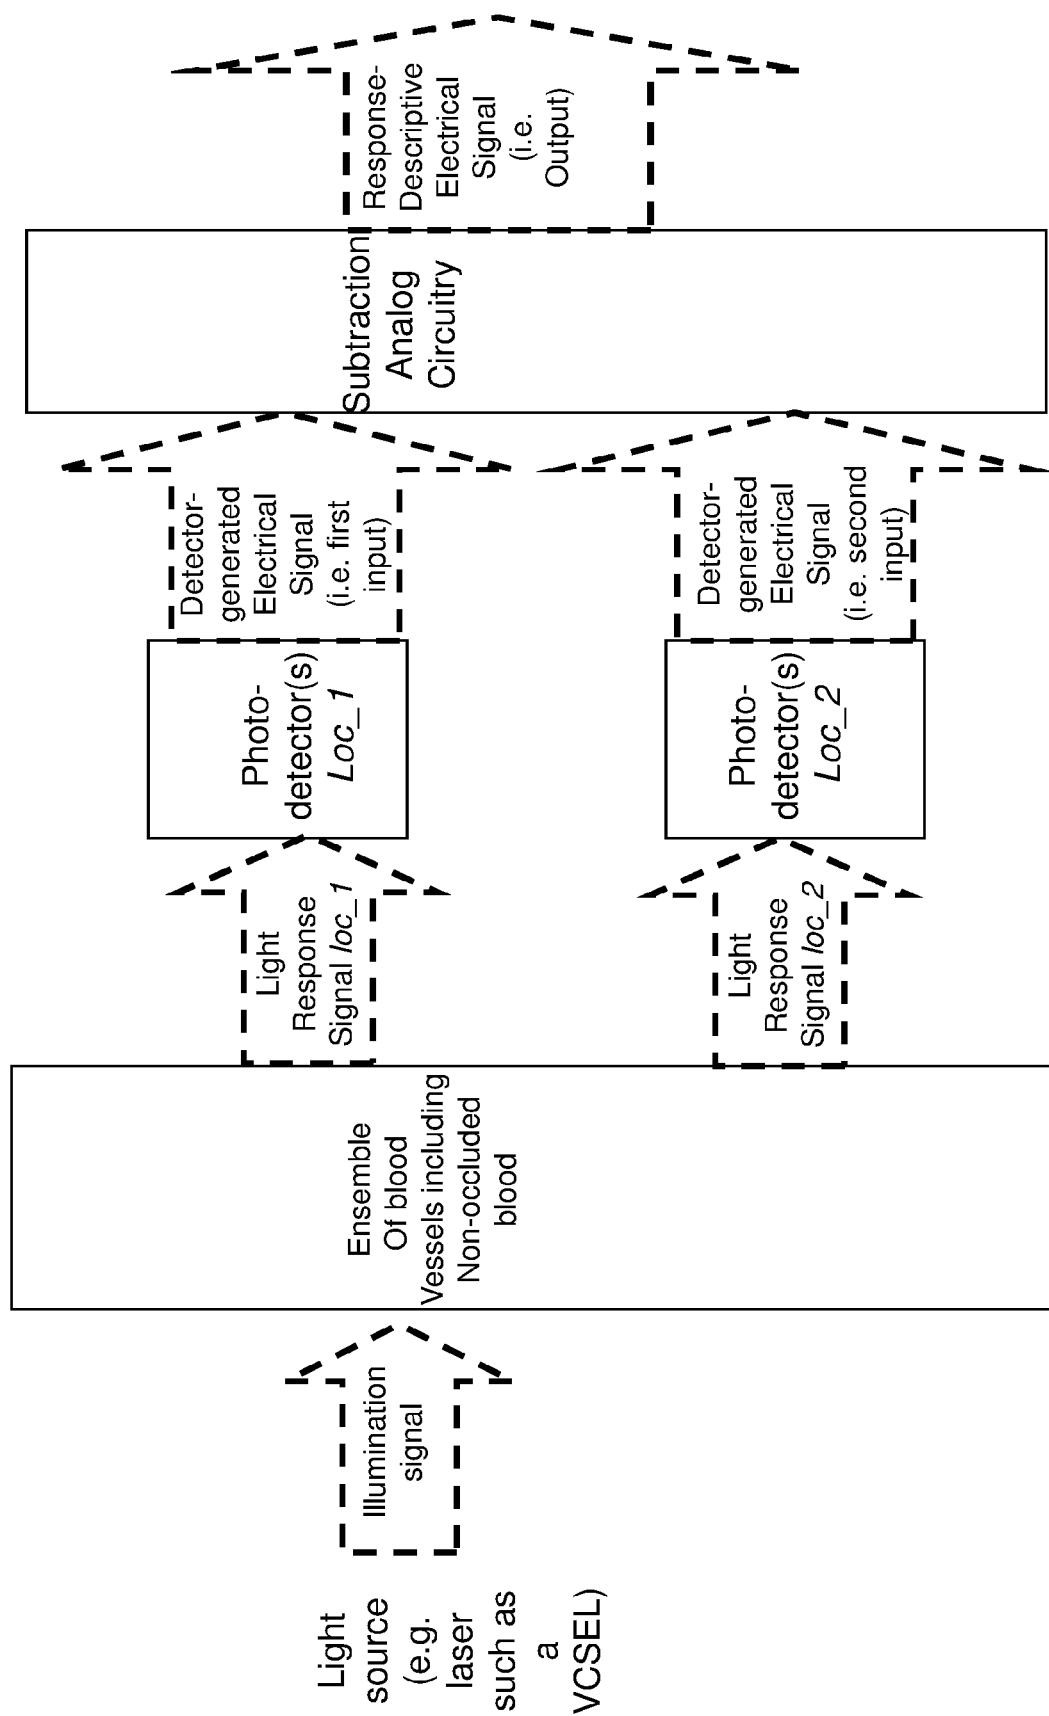 Light
source
(e.g.
laser
such as
a
VCSEL)
Illumination
signal
Ensemble
Of blood
Vessels including
Non-occluded
blood
Light
Response
Signal loc_1
Light
Response
Signal loc_2
Photo-
detector(s)
Loc_1
Photo-
detector(s)
Loc_2
Detector-
generated
Electrical
Signal
(i.e. first
input)
Detector-
generated
Electrical
Signal
(i.e. second
input)
Subtraction
Analog
Circuitry
Response-
Descriptive
Electrical
Signal
(i.e.
Output)